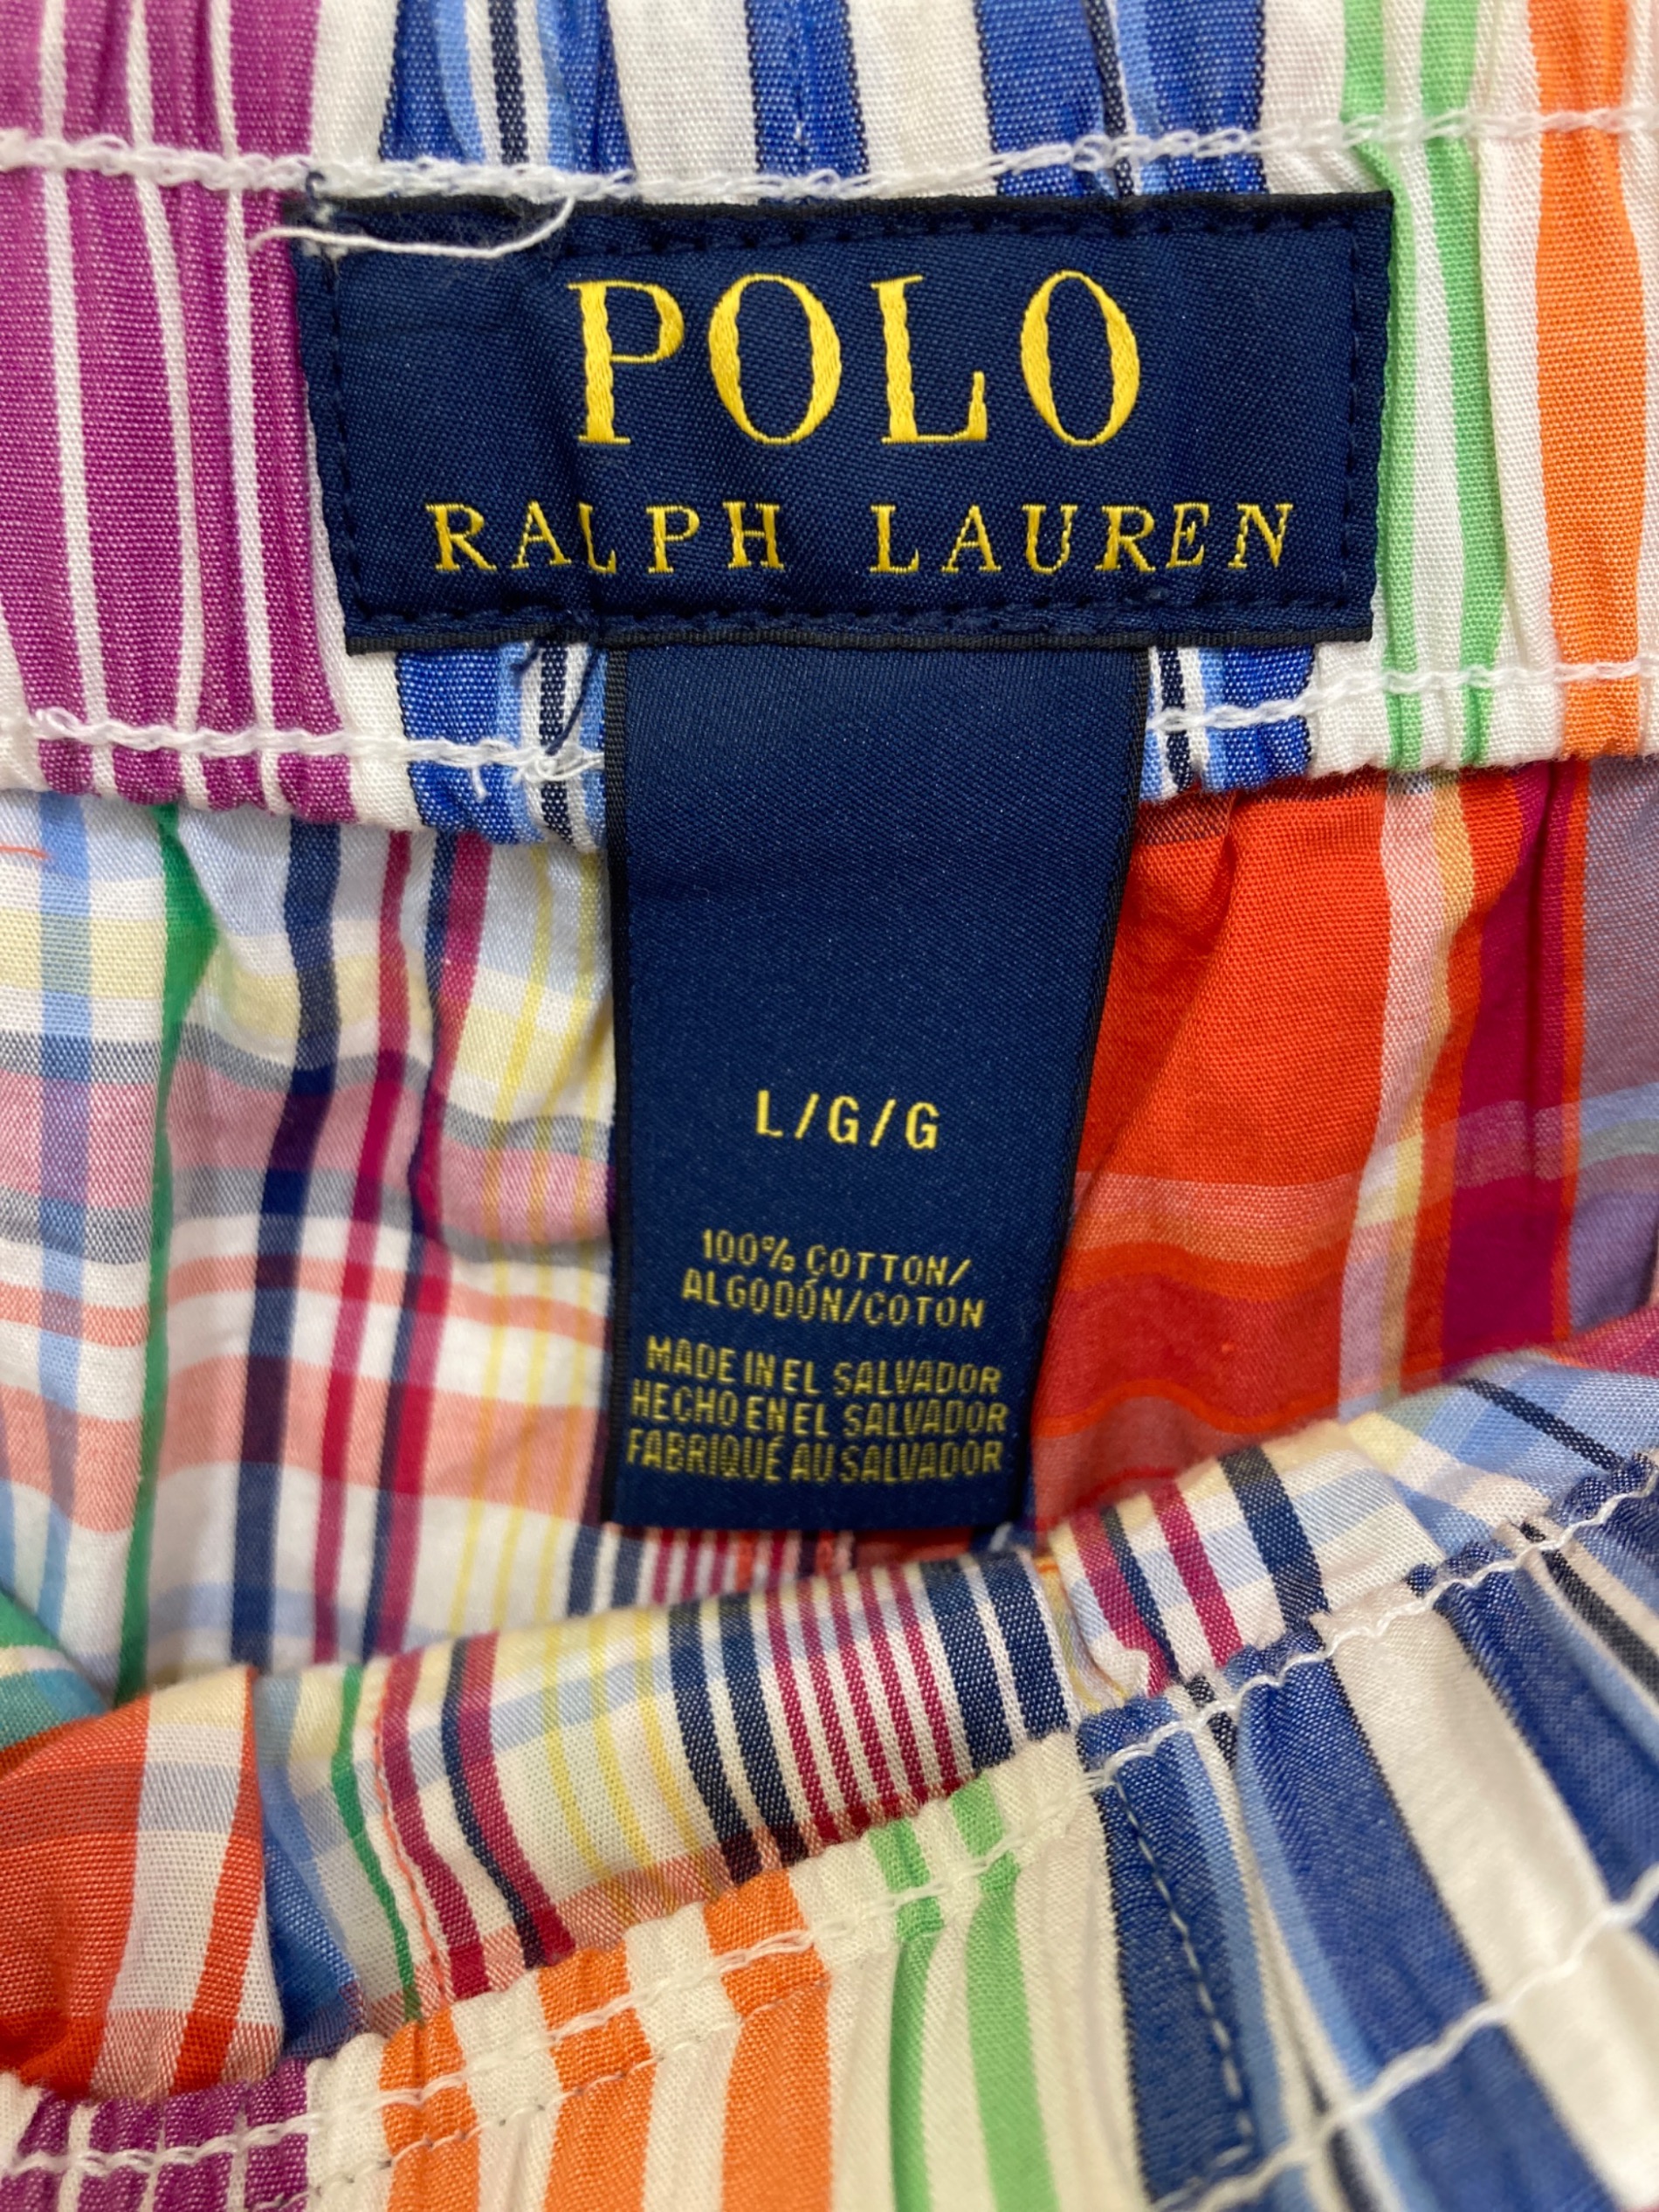 POLO
RALPH LAUREN
L/G/G
100% COTTON/
ALGODÓN/COTON
MADE IN EL SALVADOR
HECHO EN EL SALVADOR
FABRIQUÉ AU SALVADOR